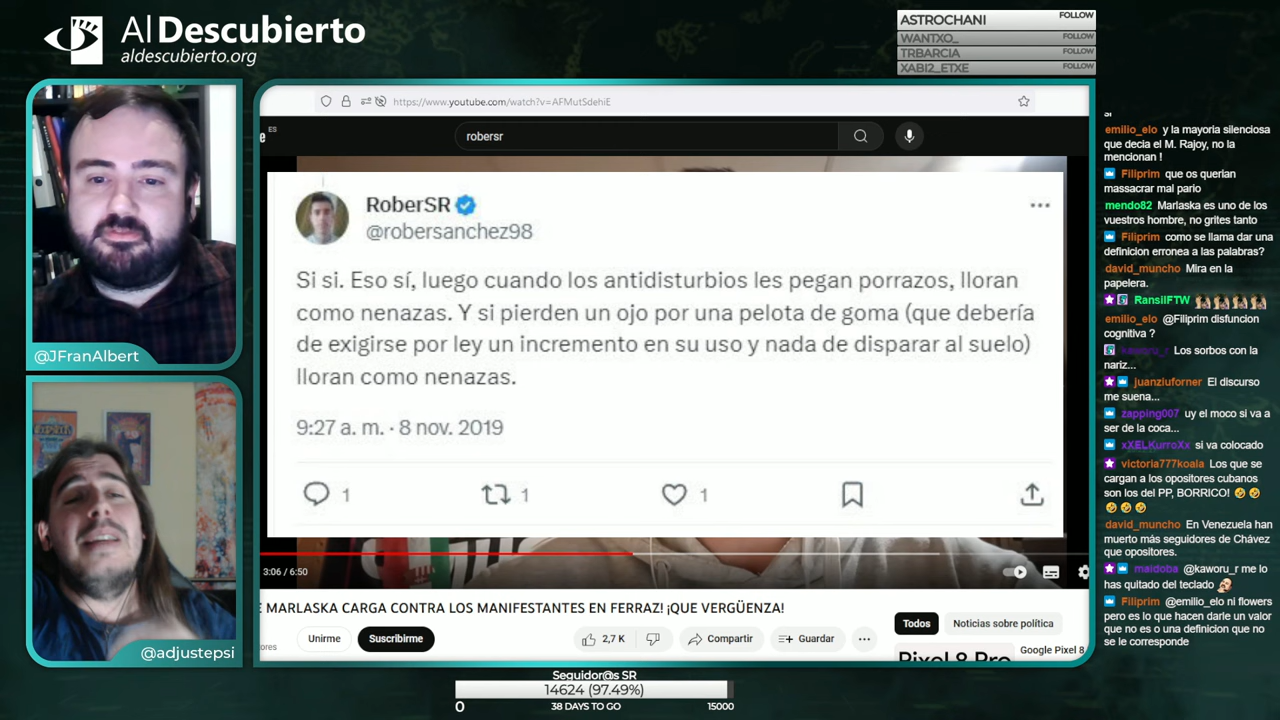 Al Descubierto
aldescubierto.org
ASTROCHANI FOLLOW
WANTXO_ FOLLOW
TRBARCIA FOLLOW
XABI2_ETXE FOLLOW
@JFranAlbert
@adjustepsi
https://www.youtube.com/watch?v=AFMutSdehiE
e ES
robersr
RoberSR
@robersanchez98
Si si. Eso sí, luego cuando los antidisturbios les pegan porrazos, lloran
como nenazas. Y si pierden un ojo por una pelota de goma (que debería
de exigirse por ley un incremento en su uso y nada de disparar al suelo)
lloran como nenazas.
9:27 a. m. · 8 nov. 2019
1 1 1
3:06 / 6:50
E MARLASKA CARGA CONTRA LOS MANIFESTANTES EN FERRAZ! ¡QUE VERGÜENZA!
ores
Unirme
Suscribirme
2,7 K
Compartir
Guardar
Todos
Noticias sobre política
Pixel 8 Pro
Google Pixel 8
Seguidor@s SR
14624 (97.49%)
0 38 DAYS TO GO 15000
si
emilio_elo y la mayoria silenciosa
que decia el M. Rajoy, no la
mencionan !
Filiprim que os querian
massacrar mal pario
mendo82 Marlaska es uno de los
vuestros hombre, no grites tanto
Filiprim como se llama dar una
definicion erronea a las palabras?
david_muncho Mira en la
papelera.
RansilFTW
emilio_elo @Filiprim disfuncion
cognitiva ?
kaworu_r Los sorbos con la
nariz...
juanziuforner El discurso
me suena...
zapping007 uy el moco si va a
ser de la coca...
xXELKurroXx si va colocado
victoria777koala Los que se
cargan a los opositores cubanos
son los del PP, BORRICO! 🤣 🤣
🤣 🤣 🤣
david_muncho En Venezuela han
muerto más seguidores de Chávez
que opositores.
maidoba @kaworu_r me lo
has quitado del teclado
Filiprim @emilio_elo ni flowers
pero es lo que hacen darle un valor
que no es o una definicion que no
se le corresponde